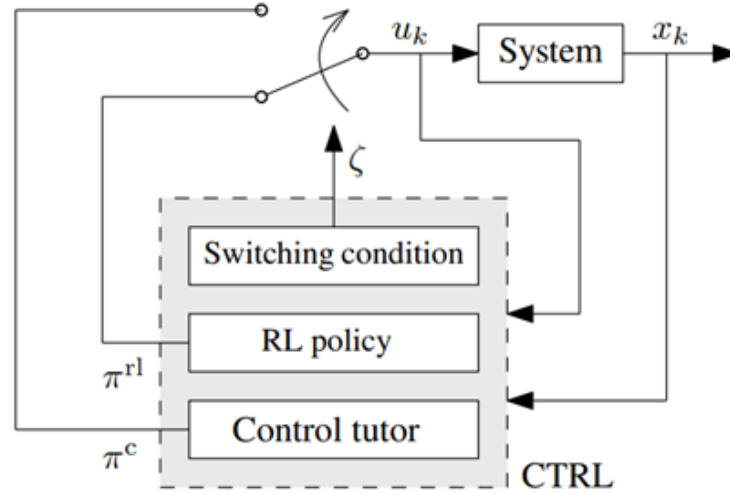 u_k
System
x_k
ζ
Switching condition
RL policy
π^rl
Control tutor
π^c
CTRL